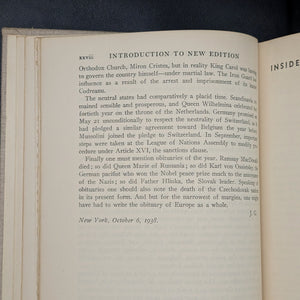 xxviii INTRODUCTION TO NEW EDITION
Orthodox Church, Miron Cristea, but in reality King Carol was having
to govern the country himself—under martial law. The Iron Guard
influence as a result of the arrest and imprisonment of its
Codreanu.
The neutral states had comparatively a placid time. Scandinavia
mained sensible and prosperous, and Queen Wilhelmina celebrated
fortieth year on the throne of the Netherlands. Germany promised
May 21 unconditionally to respect the neutrality of Switzerland,
had pledged a similar agreement toward Belgium the year
Mussolini joined the pledge to Switzerland. In September important
steps were taken at the League of Nations Assembly to modify
under Article XVI, the sanctions clause.
Finally one must mention obituaries of the year. Ramsay MacDonald
died; so did Queen Marie of Rumania; so did Karl von Ossietzky, the
German pacifist who won the Nobel peace prize much to the annoyance
of the Nazis; so did Father Hlinka, the Slovak leader. Speaking
obituaries one should also note the death of the Czechoslovak
in its present form. And but for the narrowest of margins, one might
have to write the obituary of Europe as a whole.
J. G.
New York, October 6, 1938.
INSIDE